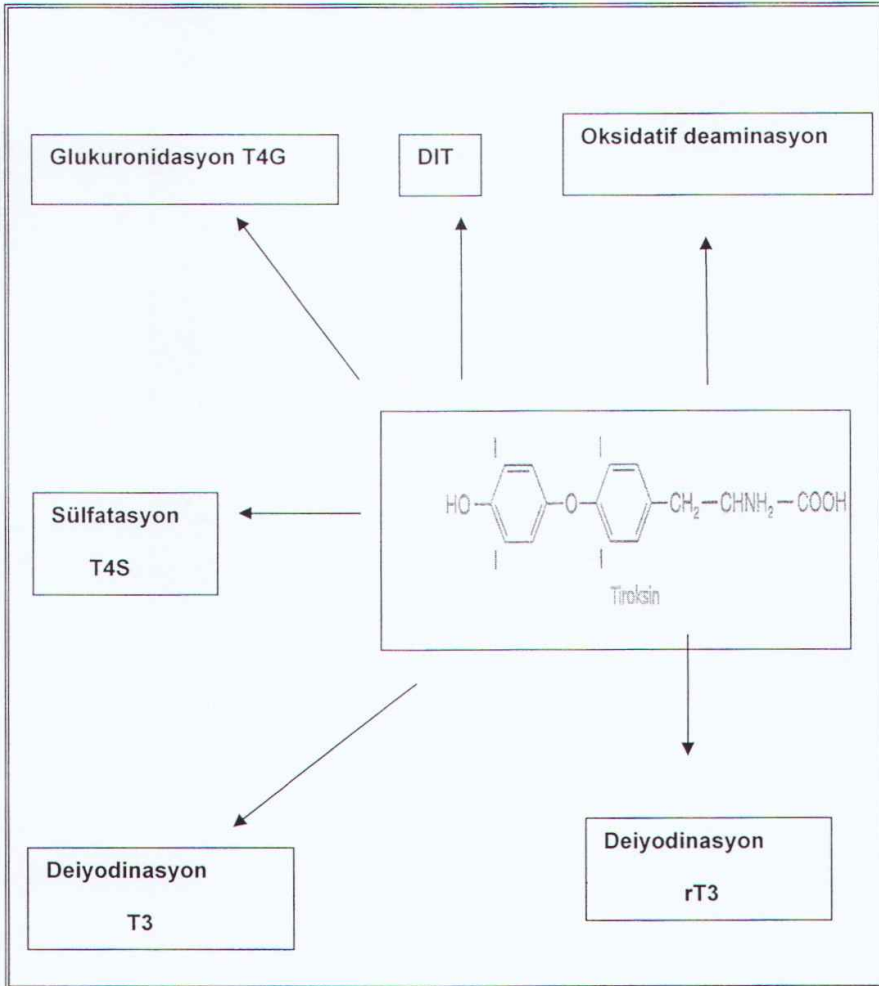 Glukuronidasyon T4G
DIT
Oksidatif deaminasyon
I I
HO O CH₂—CHNH₂—COOH
I I
Tiroksin
Sülfatasyon
T4S
Deiyodinasyon
T3
Deiyodinasyon
rT3